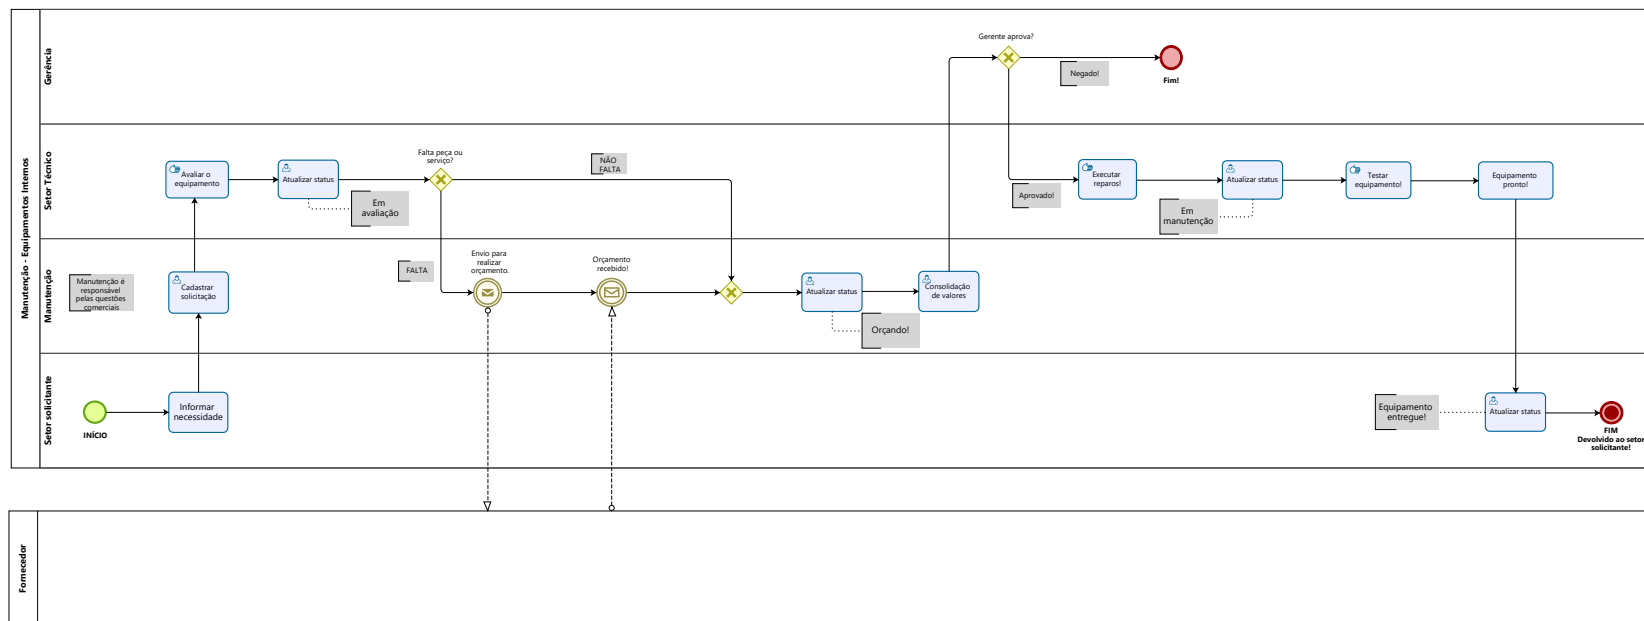 Manutenção - Equipamentos Internos
Gerência
Gerente aprova?
Negado!
Fim!
Setor Técnico
Avaliar o
equipamento
Atualizar status
Em
avaliação
Falta peça ou
serviço?
NÃO
FALTA
Aprovado!
Executar
reparos!
Atualizar status
Em
manutenção
Testar
equipamento!
Equipamento
pronto!
Manutenção
Manutenção é
responsável
pelas questões
comerciais
Cadastrar
solicitação
FALTA
Envio para
realizar
orçamento.
Orçamento
recebido!
Atualizar status
Orçando!
Consolidação
de valores
Setor solicitante
INÍCIO
Informar
necessidade
Equipamento
entregue!
Atualizar status
FIM
Devolvido ao setor
solicitante!
Fornecedor